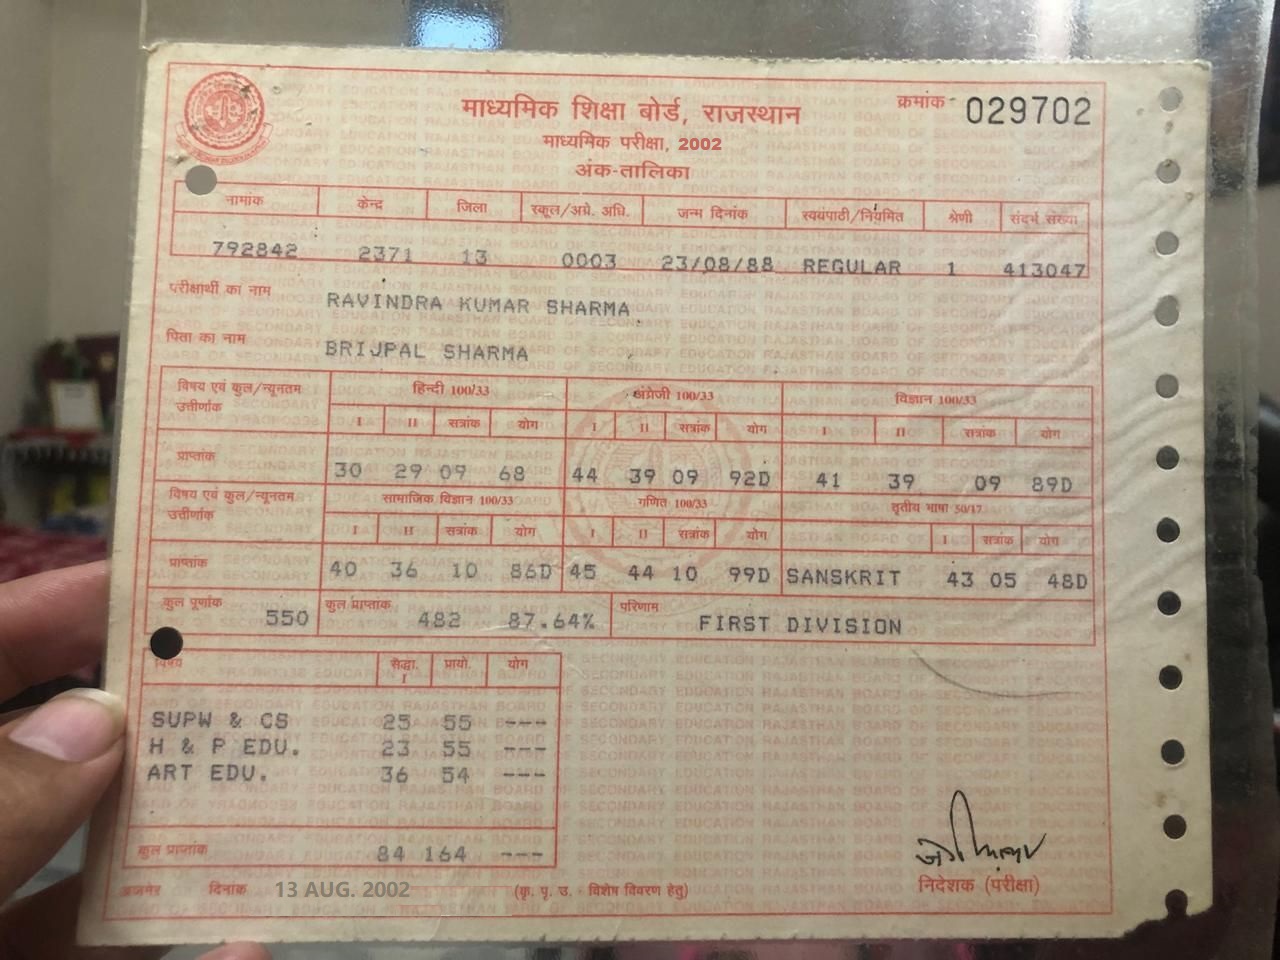 माध्यमिक शिक्षा बोर्ड, राजस्थान
क्रमांक 029702
माध्यमिक परीक्षा, 2002
अंक-तालिका
नामांक केन्द्र जिला स्कूल/अग्रे. अधि. जन्म दिनांक स्वयंपाठी/नियमित श्रेणी संदर्भ संख्या
792842 2371 13 0003 23/08/88 REGULAR 1 413047
परीक्षार्थी का नाम RAVINDRA KUMAR SHARMA
पिता का नाम BRIJPAL SHARMA
विषय एवं कुल/न्यूनतम उत्तीर्णांक हिन्दी 100/33 अंग्रेजी 100/33 विज्ञान 100/33
I II सत्रांक योग I II सत्रांक योग I II सत्रांक योग
प्राप्तांक 30 29 09 68 44 39 09 92D 41 39 09 89D
विषय एवं कुल/न्यूनतम उत्तीर्णांक सामाजिक विज्ञान 100/33 गणित 100/33 तृतीय भाषा 50/17
I II सत्रांक योग I II सत्रांक योग I सत्रांक योग
प्राप्तांक 40 36 10 86D 45 44 10 99D SANSKRIT 43 05 48D
कुल पूर्णांक 550 कुल प्राप्तांक 482 87.64% परिणाम FIRST DIVISION
विषय सैद्धा. I प्रायो. योग
SUPW & CS 25 55 ---
H & P EDU. 23 55 ---
ART EDU. 36 54 ---
कुल प्राप्तांक 84 164 ---
अजमेर दिनांक 13 AUG. 2002 (कृ. पृ. उ. - विशेष विवरण हेतु) निदेशक (परीक्षा)